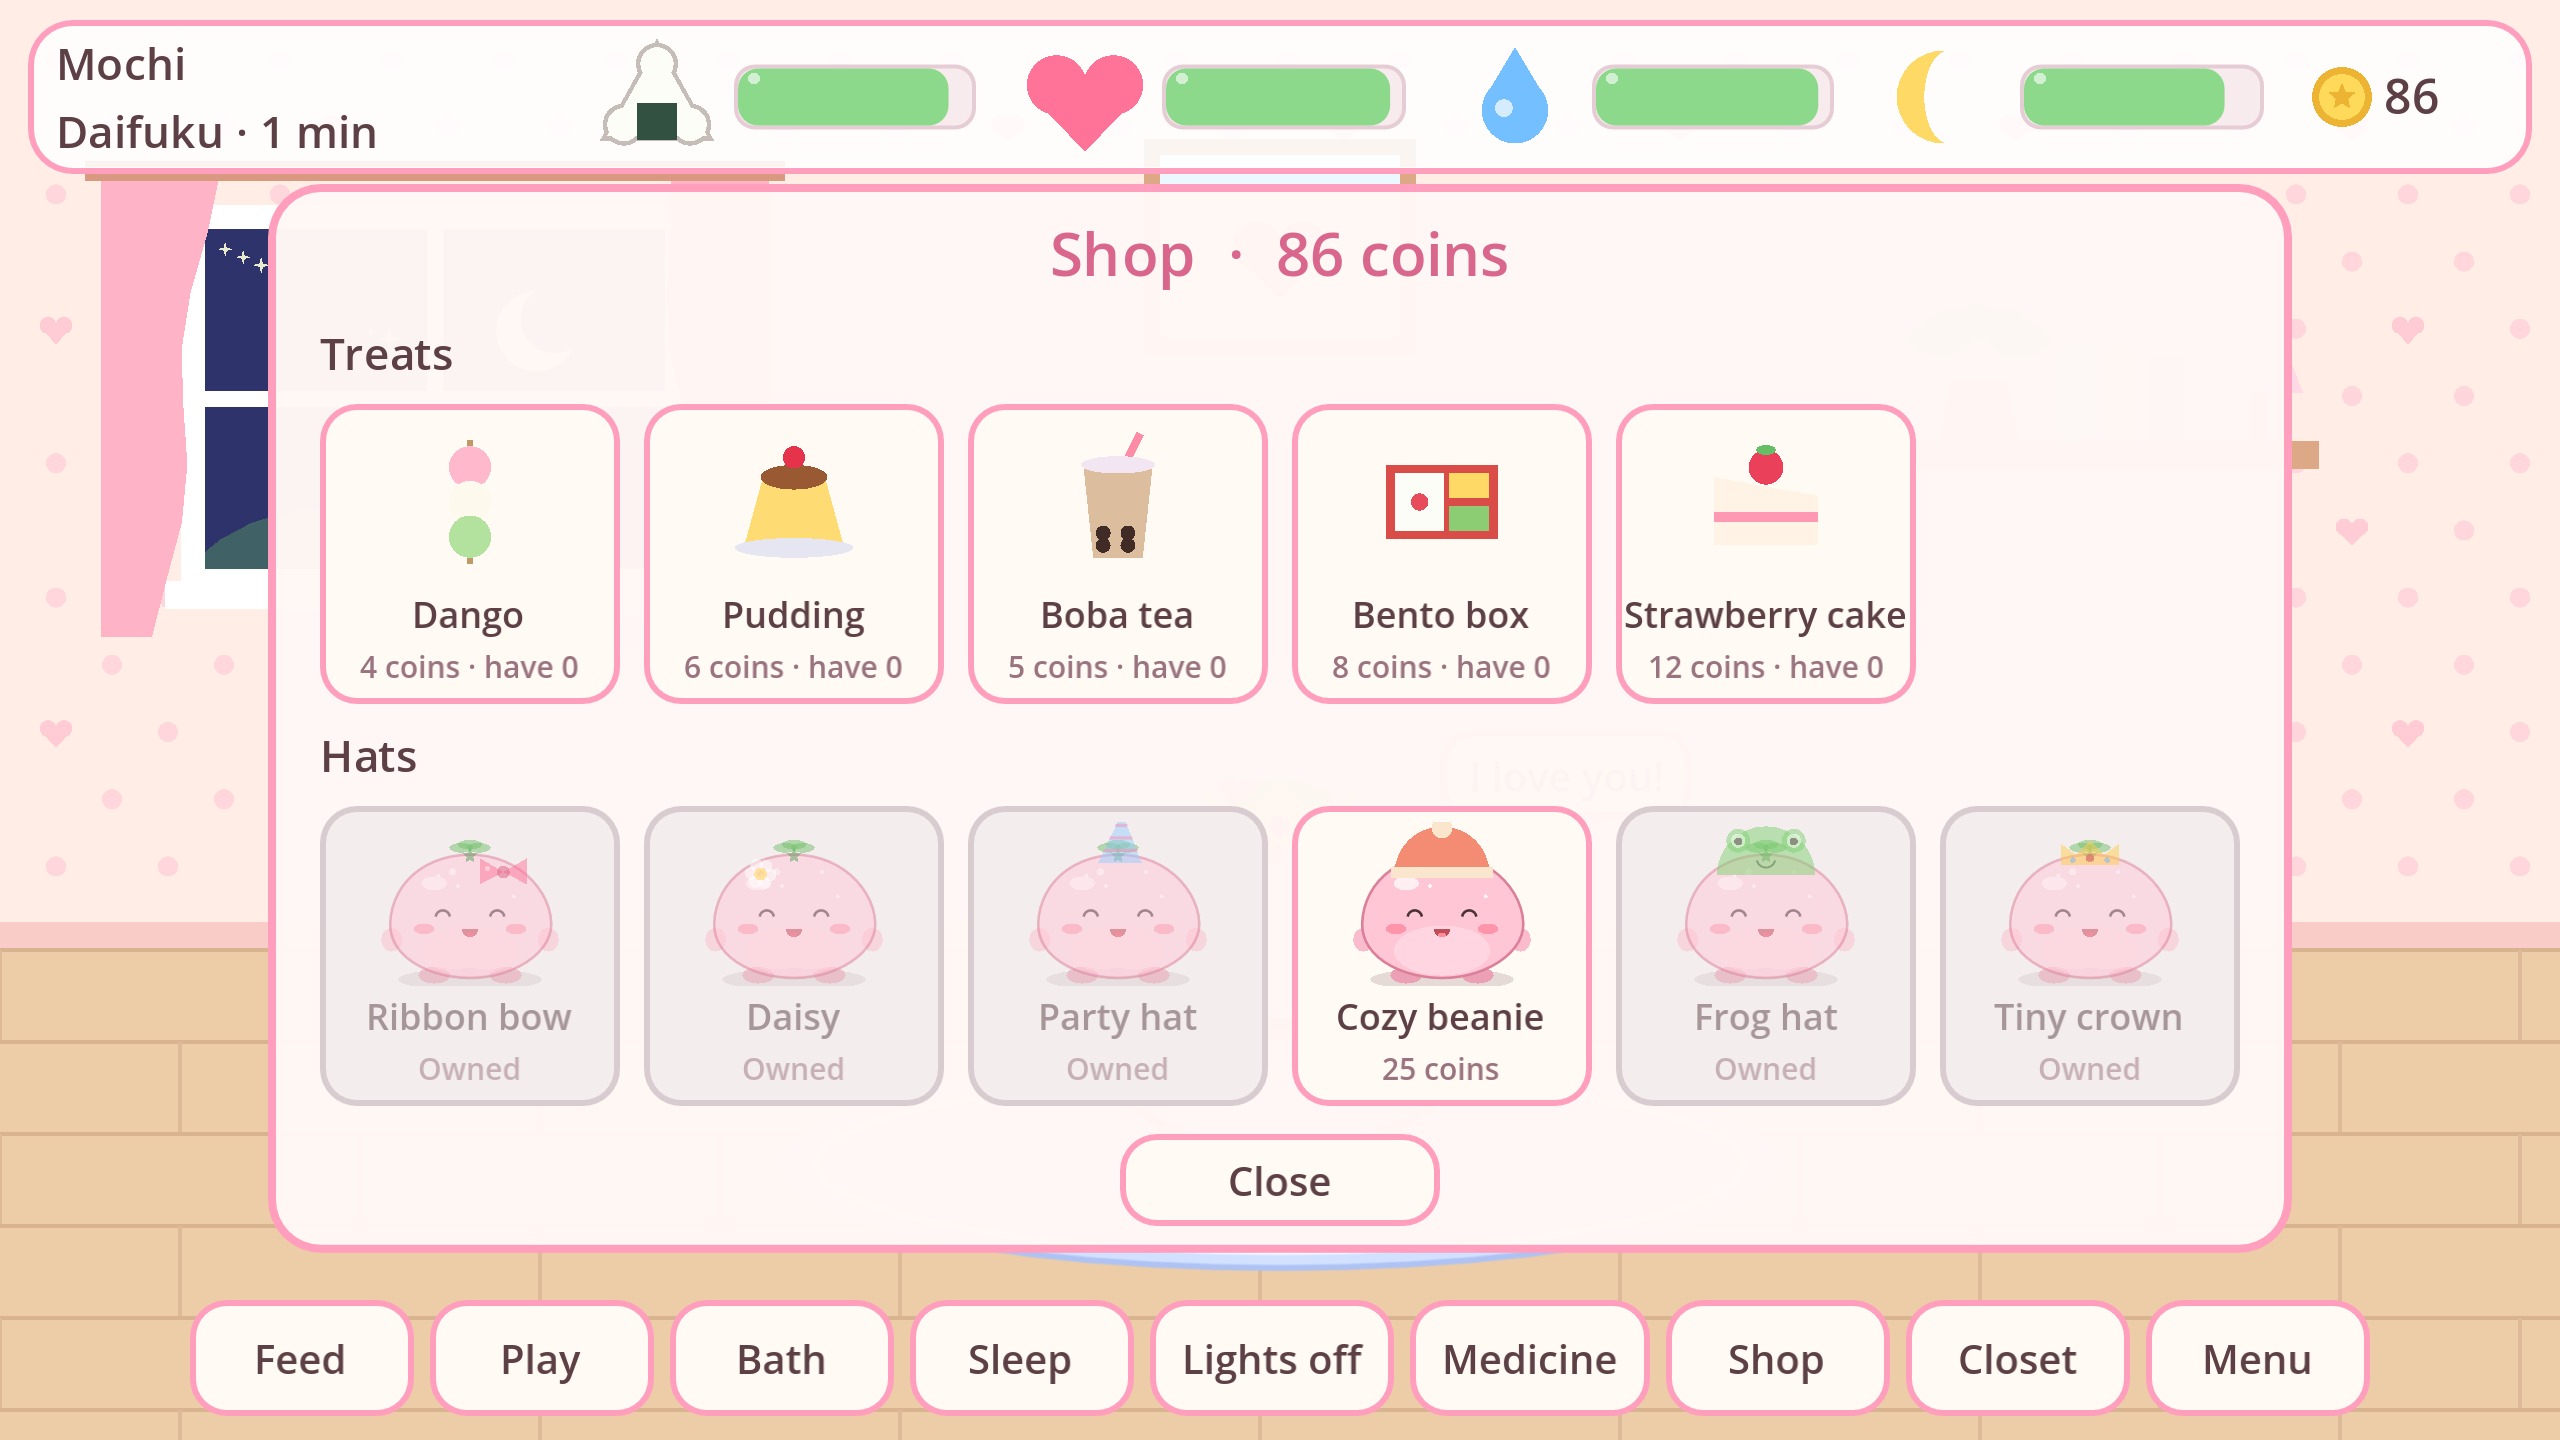 Mochi
Daifuku · 1 min
86
Shop · 86 coins
Treats
Dango
4 coins · have 0
Pudding
6 coins · have 0
Boba tea
5 coins · have 0
Bento box
8 coins · have 0
Strawberry cake
12 coins · have 0
Hats
I love you!
Ribbon bow
Owned
Daisy
Owned
Party hat
Owned
Cozy beanie
25 coins
Frog hat
Owned
Tiny crown
Owned
Close
Feed
Play
Bath
Sleep
Lights off
Medicine
Shop
Closet
Menu